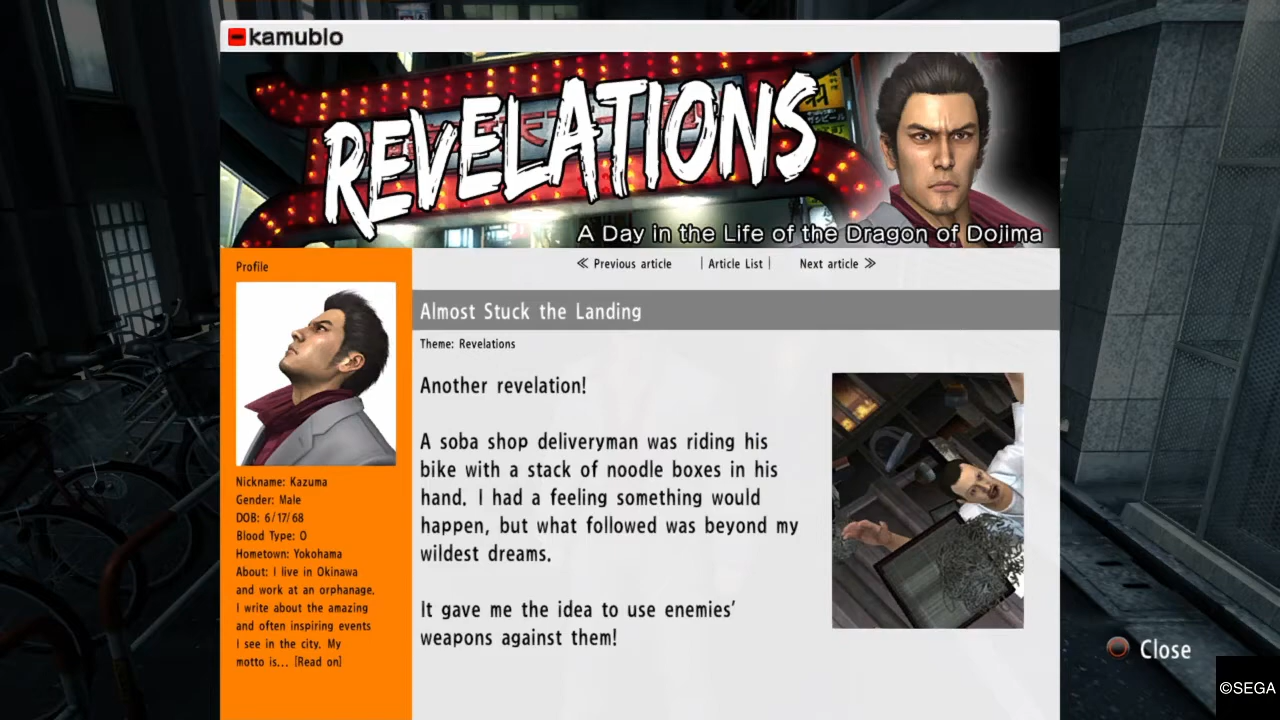 kamublo
REVELATIONS
A Day in the Life of the Dragon of Dojima
Profile
≪ Previous article | Article List | Next article ≫
Almost Stuck the Landing
Theme: Revelations
Another revelation!
A soba shop deliveryman was riding his
bike with a stack of noodle boxes in his
hand. I had a feeling something would
happen, but what followed was beyond my
wildest dreams.
It gave me the idea to use enemies'
weapons against them!
Nickname: Kazuma
Gender: Male
DOB: 6/17/68
Blood Type: O
Hometown: Yokohama
About: I live in Okinawa
and work at an orphanage.
I write about the amazing
and often inspiring events
I see in the city. My
motto is... [Read on]
Close
©SEGA